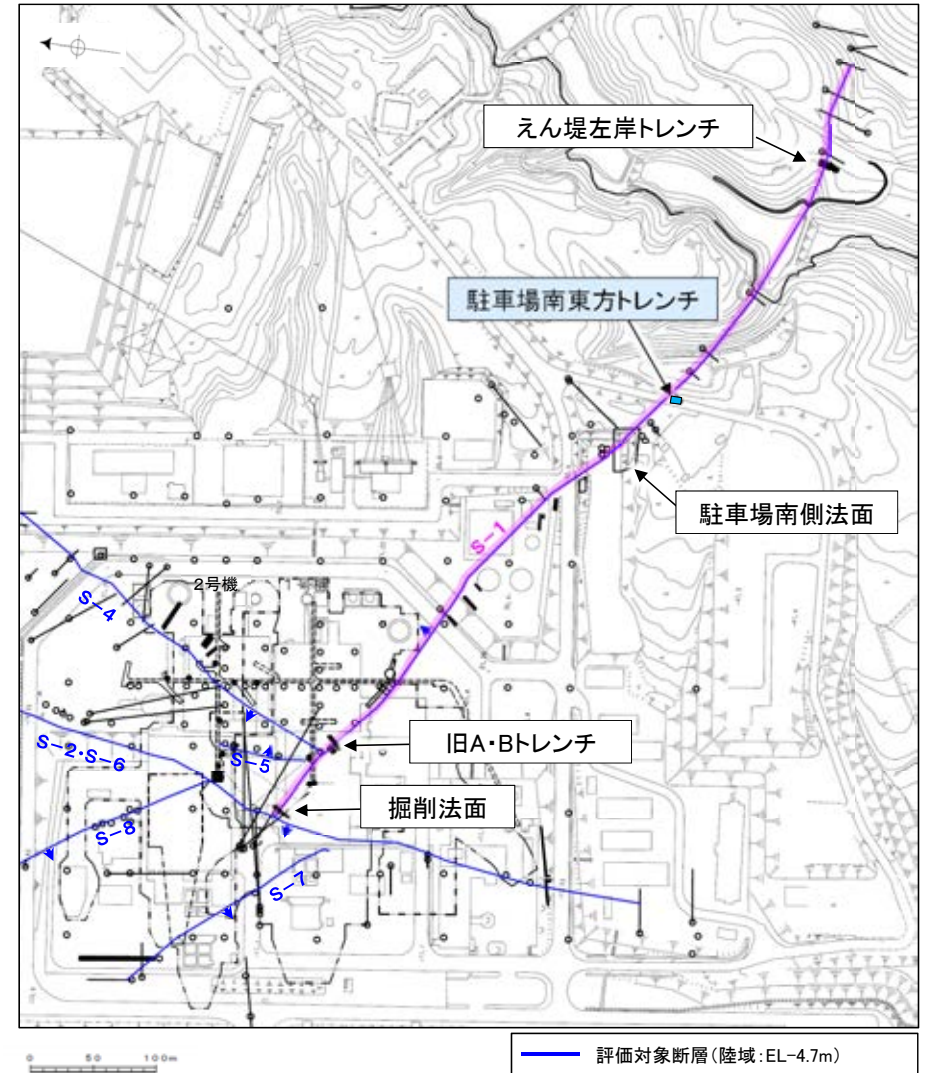 えん堤左岸トレンチ
駐車場南東方トレンチ
駐車場南側法面
S-1
2号機
S-4
旧A・Bトレンチ
S-2・S-6
S-5
掘削法面
S-8
S-7
0 50 100m
評価対象断層(陸域:EL-4.7m)